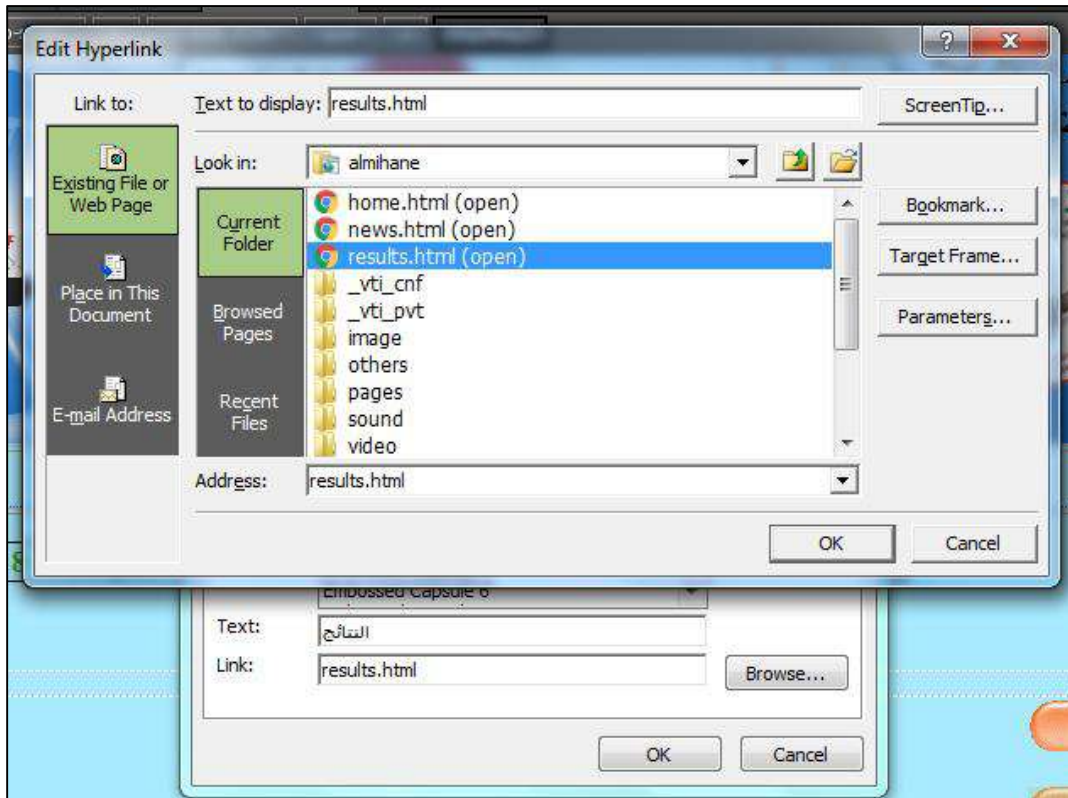 Edit Hyperlink
Link to:
Text to display: results.html
ScreenTip...
Existing File or
Web Page
Place in This
Document
E-mail Address
Look in: almihane
Current
Folder
Browsed
Pages
Recent
Files
home.html (open)
news.html (open)
results.html (open)
_vti_cnf
_vti_pvt
image
others
pages
sound
video
Bookmark...
Target Frame...
Parameters...
Address: results.html
OK Cancel
Embossed Capsule 6
Text: النتائج
Link: results.html Browse...
OK Cancel